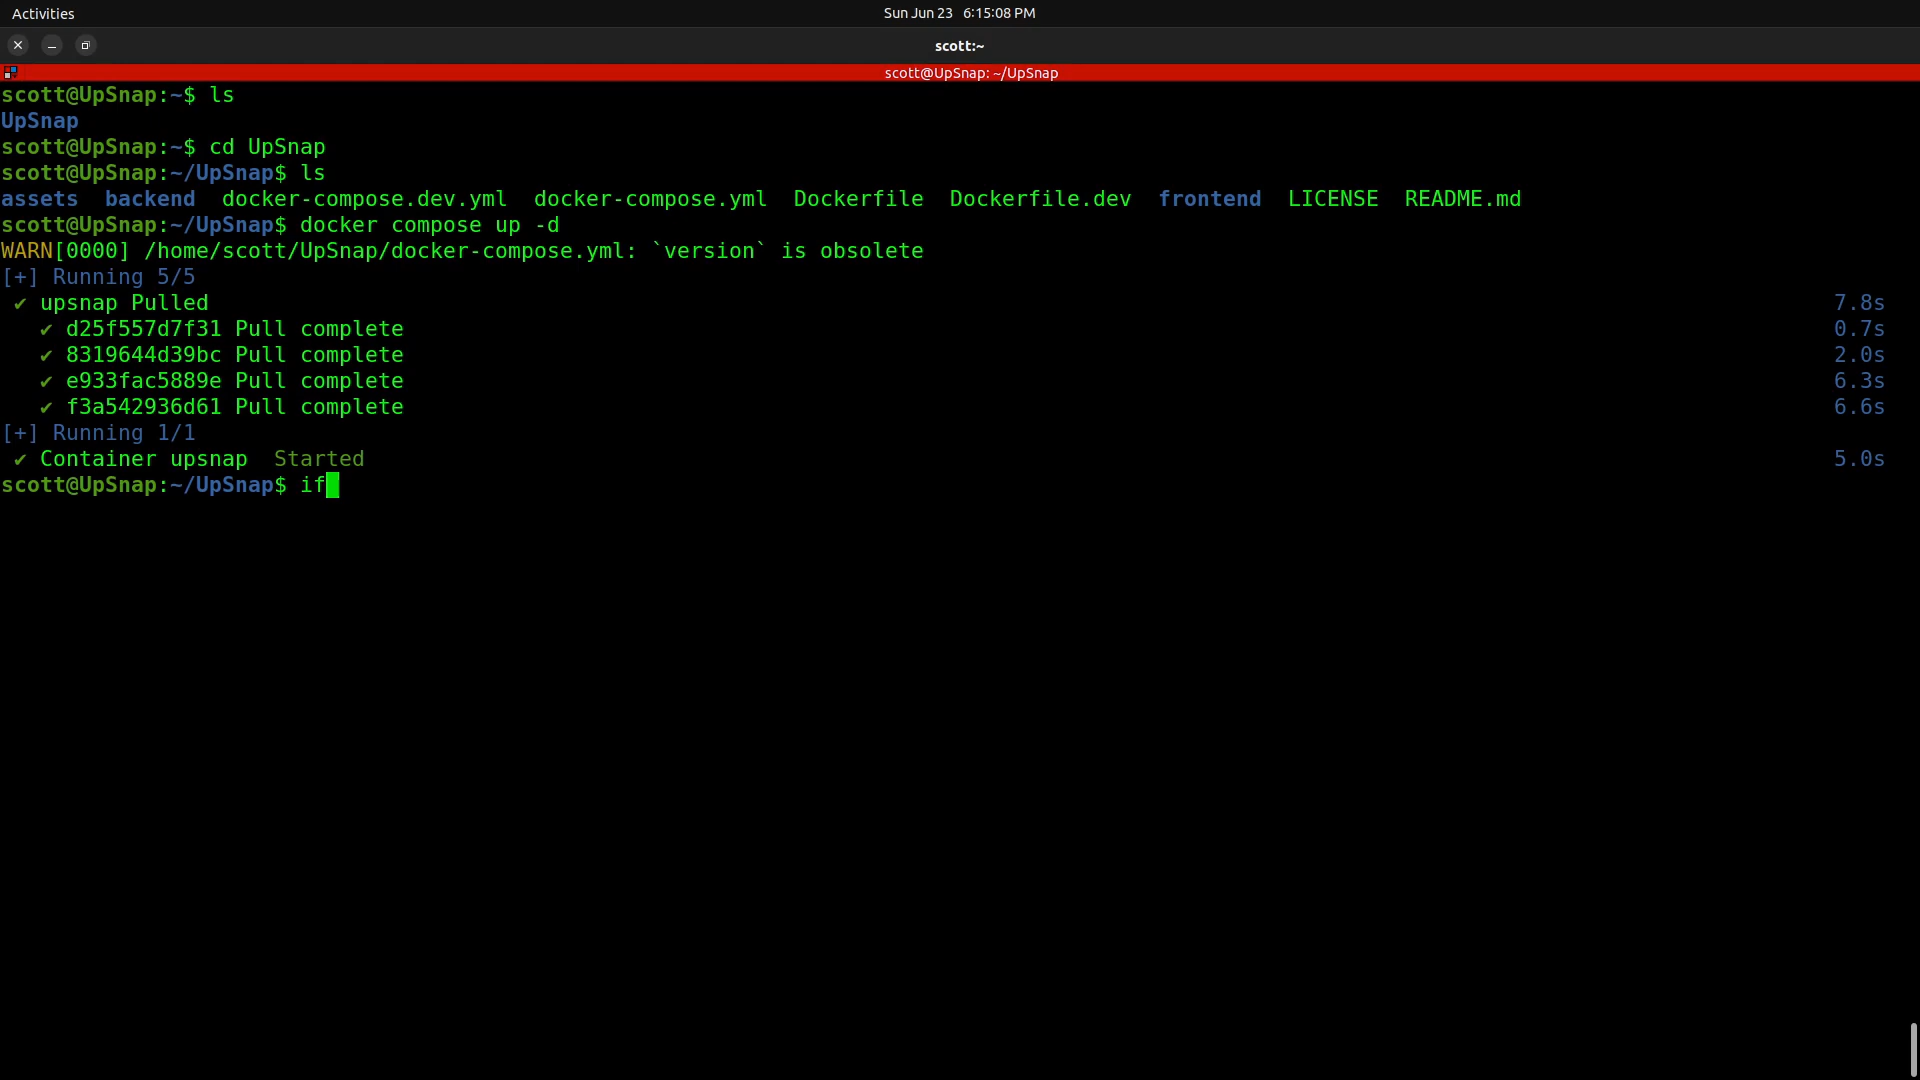 Activities
Sun Jun 23 6:15:08 PM
scott:~
scott@UpSnap: ~/UpSnap
scott@UpSnap:~$ ls
UpSnap
scott@UpSnap:~$ cd UpSnap
scott@UpSnap:~/UpSnap$ ls
assets backend docker-compose.dev.yml docker-compose.yml Dockerfile Dockerfile.dev frontend LICENSE README.md
scott@UpSnap:~/UpSnap$ docker compose up -d
WARN[0000] /home/scott/UpSnap/docker-compose.yml: `version` is obsolete
[+] Running 5/5
✔ upsnap Pulled 7.8s
✔ d25f557d7f31 Pull complete 0.7s
✔ 8319644d39bc Pull complete 2.0s
✔ e933fac5889e Pull complete 6.3s
✔ f3a542936d61 Pull complete 6.6s
[+] Running 1/1
✔ Container upsnap Started 5.0s
scott@UpSnap:~/UpSnap$ if